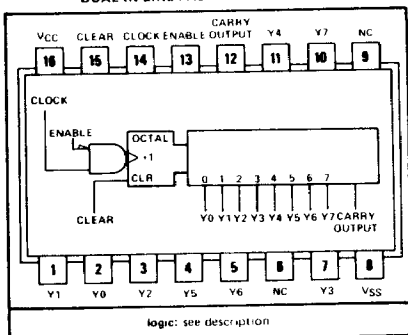 CARRY
VCC CLEAR CLOCK ENABLE OUTPUT Y4 Y7 NC
16 15 14 13 12 11 10 9
CLOCK
ENABLE
OCTAL
+1
CLR
0 1 2 3 4 5 6 7
Y0 Y1 Y2 Y3 Y4 Y5 Y6 Y7 CARRY
OUTPUT
CLEAR
1 2 3 4 5 6 7 8
Y1 Y0 Y2 Y5 Y6 NC Y3 VSS
logic: see description